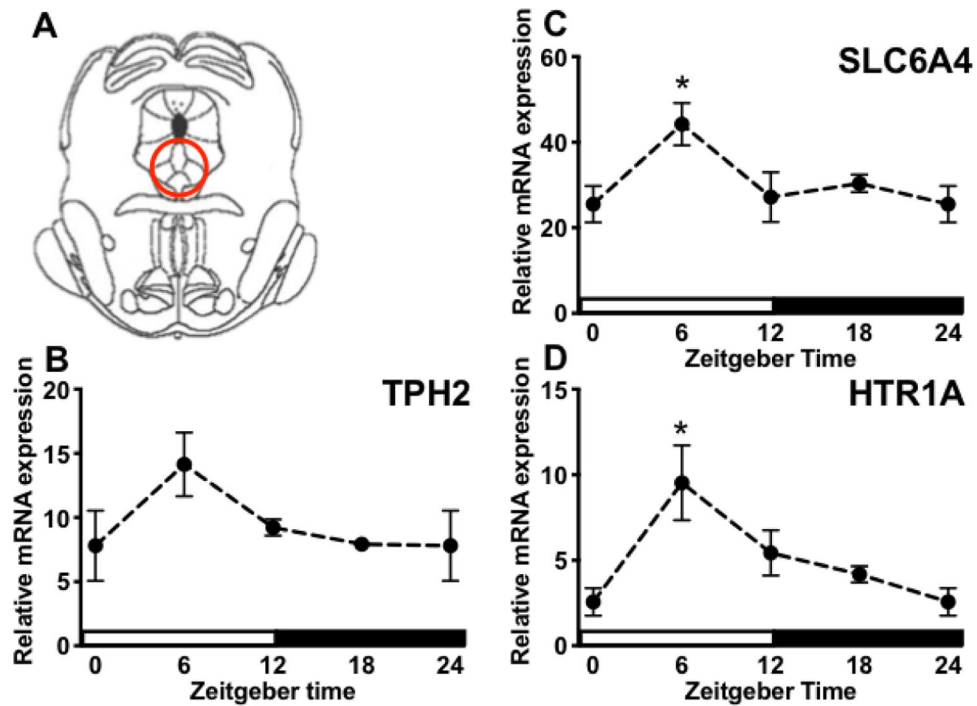 A
B
TPH2
Relative mRNA expression
20
15
10
5
0
0 6 12 18 24
Zeitgeber time
C
SLC6A4
Relative mRNA expression
60
40
20
0
*
0 6 12 18 24
Zeitgeber Time
D
HTR1A
Relative mRNA expression
15
10
5
0
*
0 6 12 18 24
Zeitgeber Time